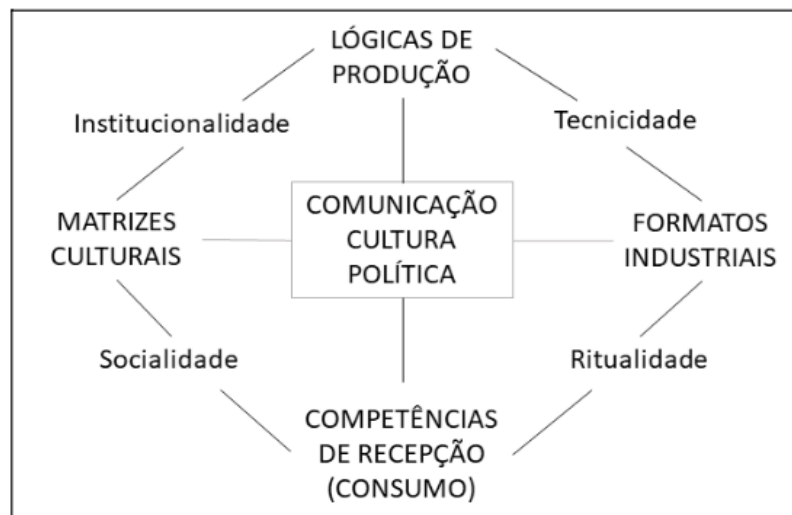 LÓGICAS DE
PRODUÇÃO
Institucionalidade
Tecnicidade
MATRIZES
CULTURAIS
COMUNICAÇÃO
CULTURA
POLÍTICA
FORMATOS
INDUSTRIAIS
Socialidade
Ritualidade
COMPETÊNCIAS
DE RECEPÇÃO
(CONSUMO)